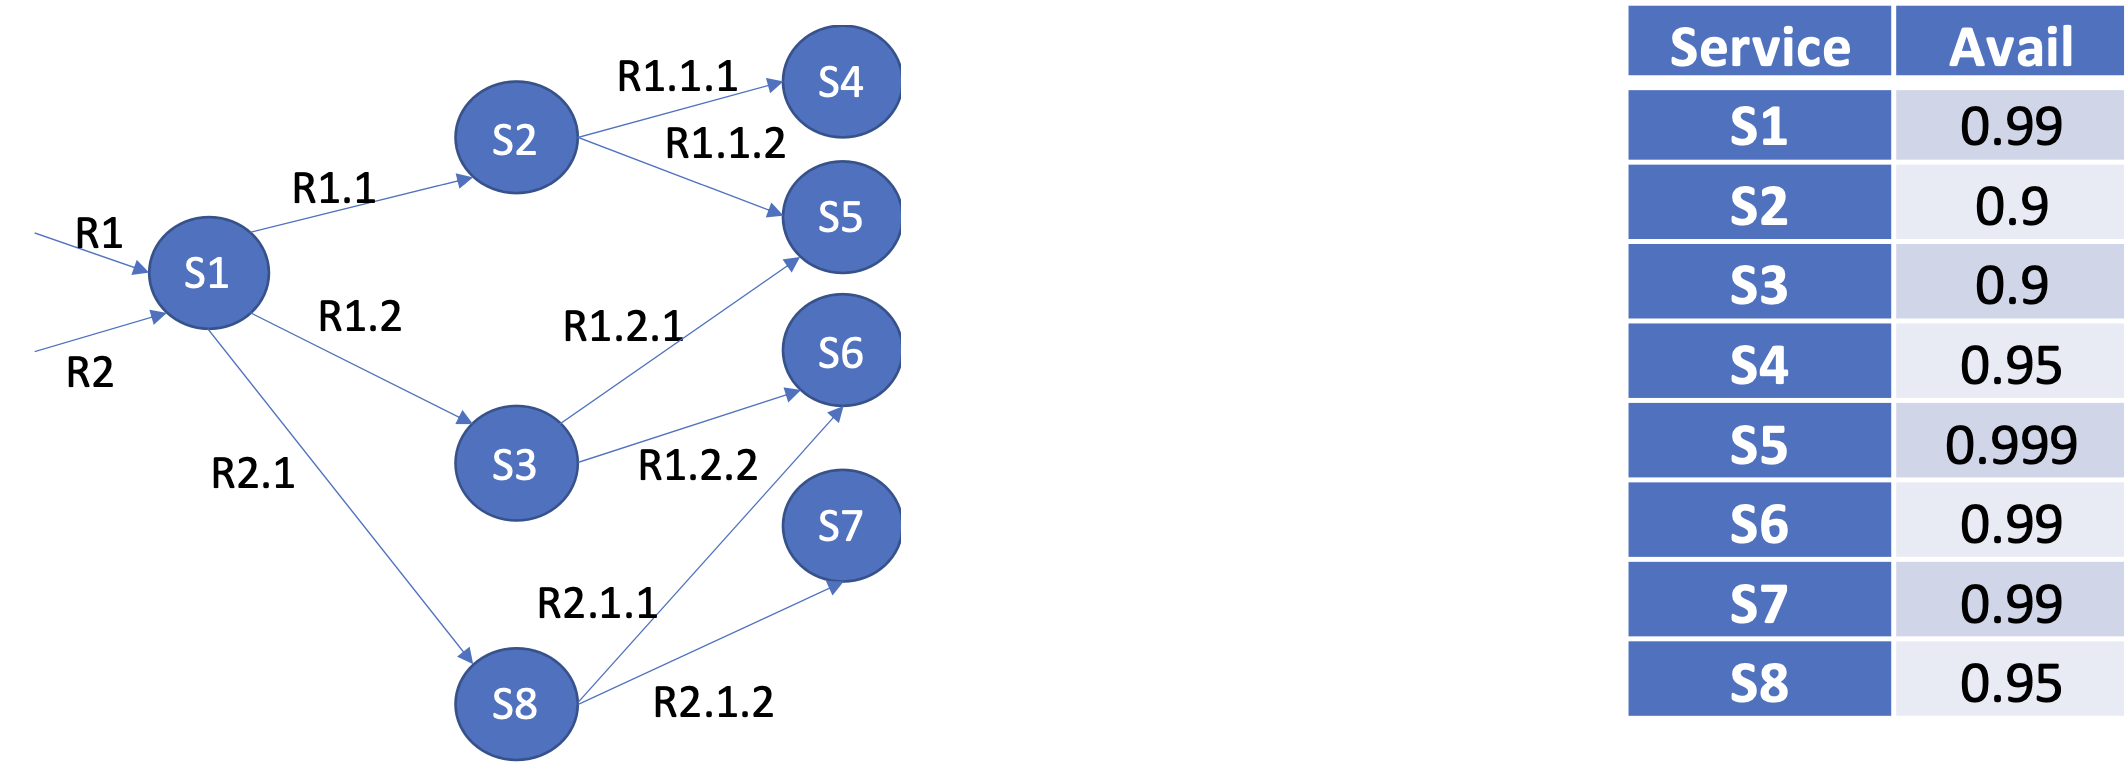 R1
R2
S1
R1.1
R1.2
R2.1
S2
S3
S8
R1.1.1
R1.1.2
R1.2.1
R1.2.2
R2.1.1
R2.1.2
S4
S5
S6
S7
Service Avail
S1 0.99
S2 0.9
S3 0.9
S4 0.95
S5 0.999
S6 0.99
S7 0.99
S8 0.95